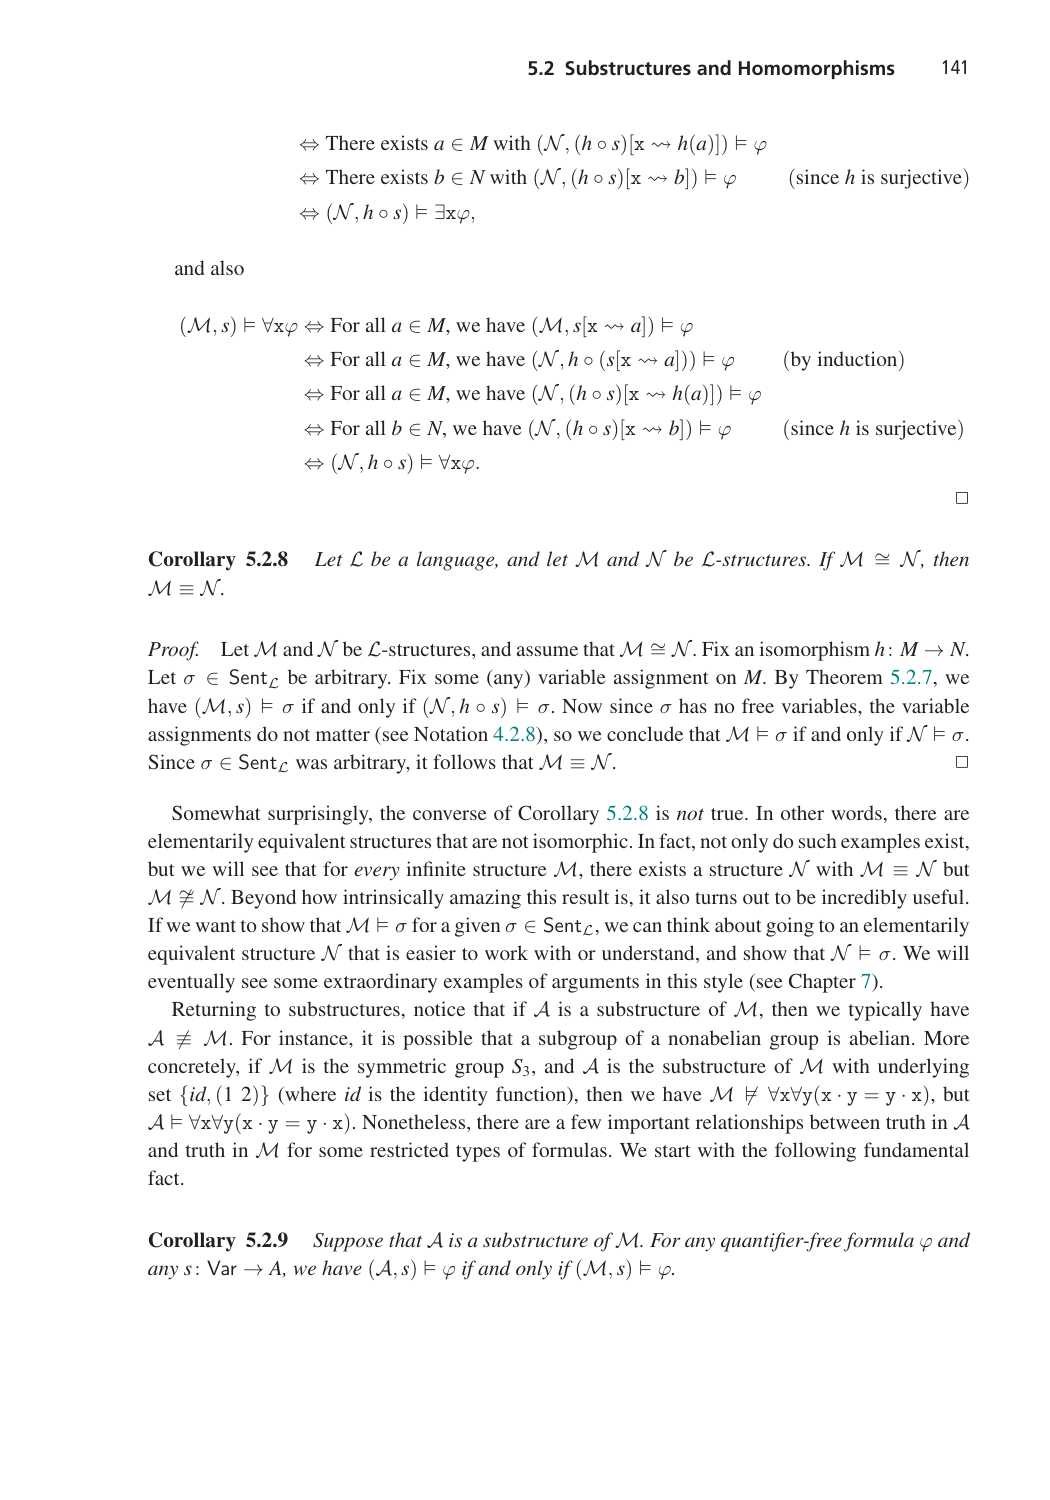 5.2 Substructures and Homomorphisms 141
⇔ There exists a ∈ M with (𝒩, (h ∘ s)[x ⇝ h(a)]) ⊨ φ
⇔ There exists b ∈ N with (𝒩, (h ∘ s)[x ⇝ b]) ⊨ φ (since h is surjective)
⇔ (𝒩, h ∘ s) ⊨ ∃xφ,
and also
(ℳ, s) ⊨ ∀xφ ⇔ For all a ∈ M, we have (ℳ, s[x ⇝ a]) ⊨ φ
⇔ For all a ∈ M, we have (𝒩, h ∘ (s[x ⇝ a])) ⊨ φ (by induction)
⇔ For all a ∈ M, we have (𝒩, (h ∘ s)[x ⇝ h(a)]) ⊨ φ
⇔ For all b ∈ N, we have (𝒩, (h ∘ s)[x ⇝ b]) ⊨ φ (since h is surjective)
⇔ (𝒩, h ∘ s) ⊨ ∀xφ.
□
Corollary 5.2.8 Let ℒ be a language, and let ℳ and 𝒩 be ℒ-structures. If ℳ ≅ 𝒩, then
ℳ ≡ 𝒩.
Proof. Let ℳ and 𝒩 be ℒ-structures, and assume that ℳ ≅ 𝒩. Fix an isomorphism h: M → N.
Let σ ∈ Sent_ℒ be arbitrary. Fix some (any) variable assignment on M. By Theorem 5.2.7, we
have (ℳ, s) ⊨ σ if and only if (𝒩, h ∘ s) ⊨ σ. Now since σ has no free variables, the variable
assignments do not matter (see Notation 4.2.8), so we conclude that ℳ ⊨ σ if and only if 𝒩 ⊨ σ.
Since σ ∈ Sent_ℒ was arbitrary, it follows that ℳ ≡ 𝒩. □
Somewhat surprisingly, the converse of Corollary 5.2.8 is not true. In other words, there are
elementarily equivalent structures that are not isomorphic. In fact, not only do such examples exist,
but we will see that for every infinite structure ℳ, there exists a structure 𝒩 with ℳ ≡ 𝒩 but
ℳ ≇ 𝒩. Beyond how intrinsically amazing this result is, it also turns out to be incredibly useful.
If we want to show that ℳ ⊨ σ for a given σ ∈ Sent_ℒ, we can think about going to an elementarily
equivalent structure 𝒩 that is easier to work with or understand, and show that 𝒩 ⊨ σ. We will
eventually see some extraordinary examples of arguments in this style (see Chapter 7).
Returning to substructures, notice that if 𝒜 is a substructure of ℳ, then we typically have
𝒜 ≢ ℳ. For instance, it is possible that a subgroup of a nonabelian group is abelian. More
concretely, if ℳ is the symmetric group S₃, and 𝒜 is the substructure of ℳ with underlying
set {id, (1 2)} (where id is the identity function), then we have ℳ ⊭ ∀x∀y(x · y = y · x), but
𝒜 ⊨ ∀x∀y(x · y = y · x). Nonetheless, there are a few important relationships between truth in 𝒜
and truth in ℳ for some restricted types of formulas. We start with the following fundamental
fact.
Corollary 5.2.9 Suppose that 𝒜 is a substructure of ℳ. For any quantifier-free formula φ and
any s: Var → A, we have (𝒜, s) ⊨ φ if and only if (ℳ, s) ⊨ φ.